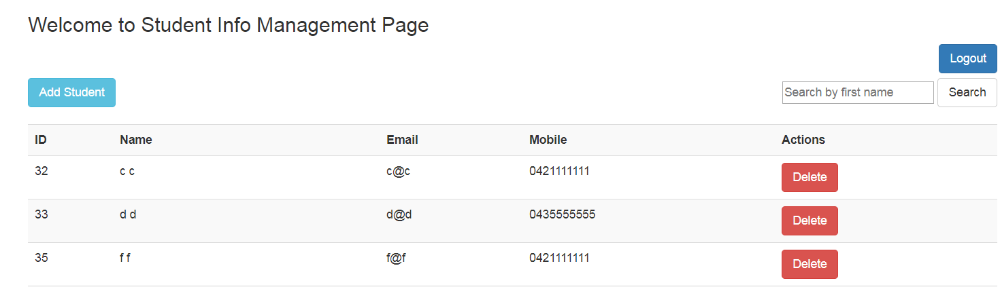 Welcome to Student Info Management Page
Logout
Add Student Search by first name Search
ID Name Email Mobile Actions
32 c c c@c 0421111111 Delete
33 d d d@d 0435555555 Delete
35 f f f@f 0421111111 Delete